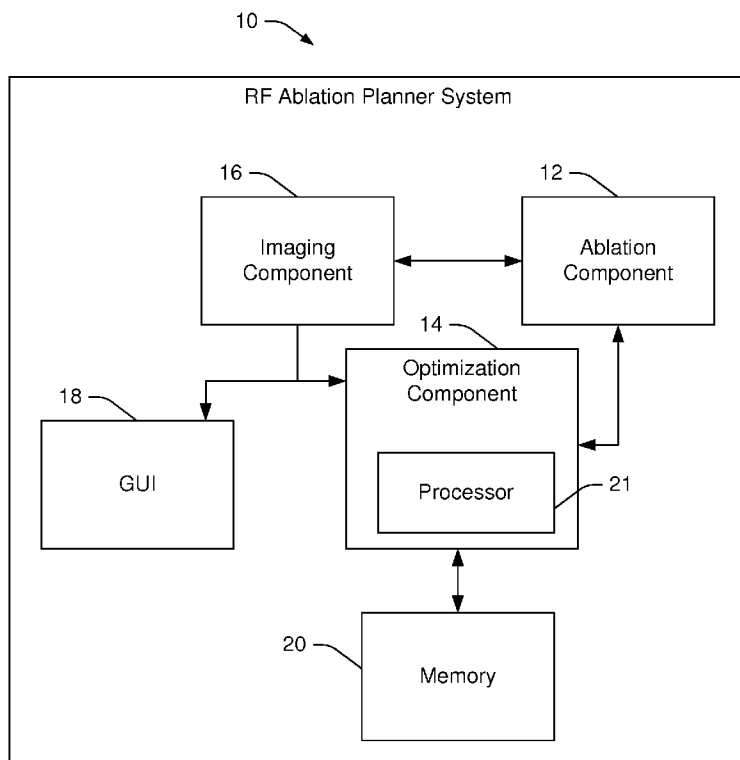 10
RF Ablation Planner System
16
12
Imaging
Component
Ablation
Component
14
Optimization
Component
18
GUI
Processor
21
20
Memory